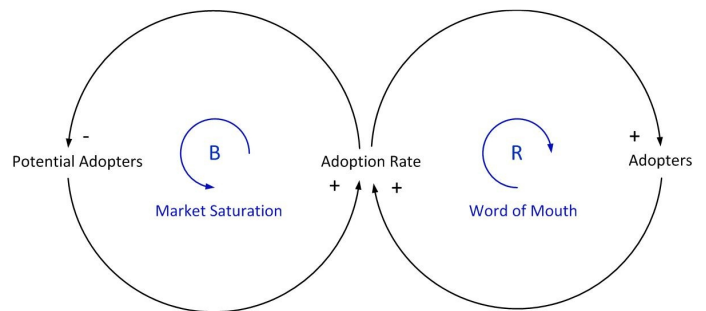 -
+
B
R
Potential Adopters
Adoption Rate
Adopters
+
+
Market Saturation
Word of Mouth